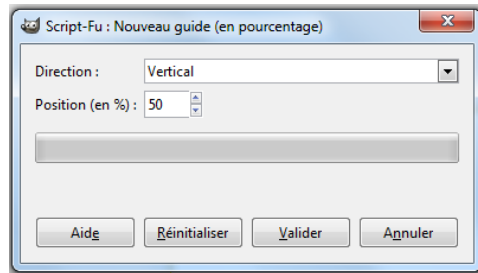 Script-Fu : Nouveau guide (en pourcentage)
Direction : Vertical
Position (en %) : 50
Aide Réinitialiser Valider Annuler